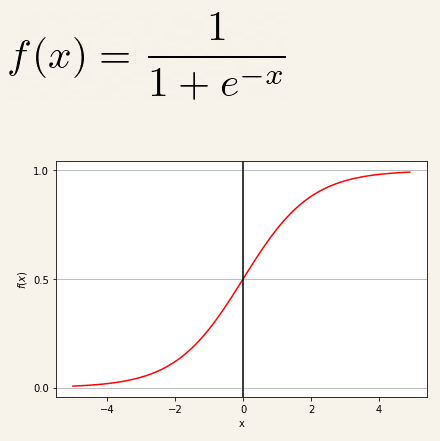 f(x) = 1 / (1 + e^{-x})
1.0
0.5
0.0
f(x)
−4 −2 0 2 4
x